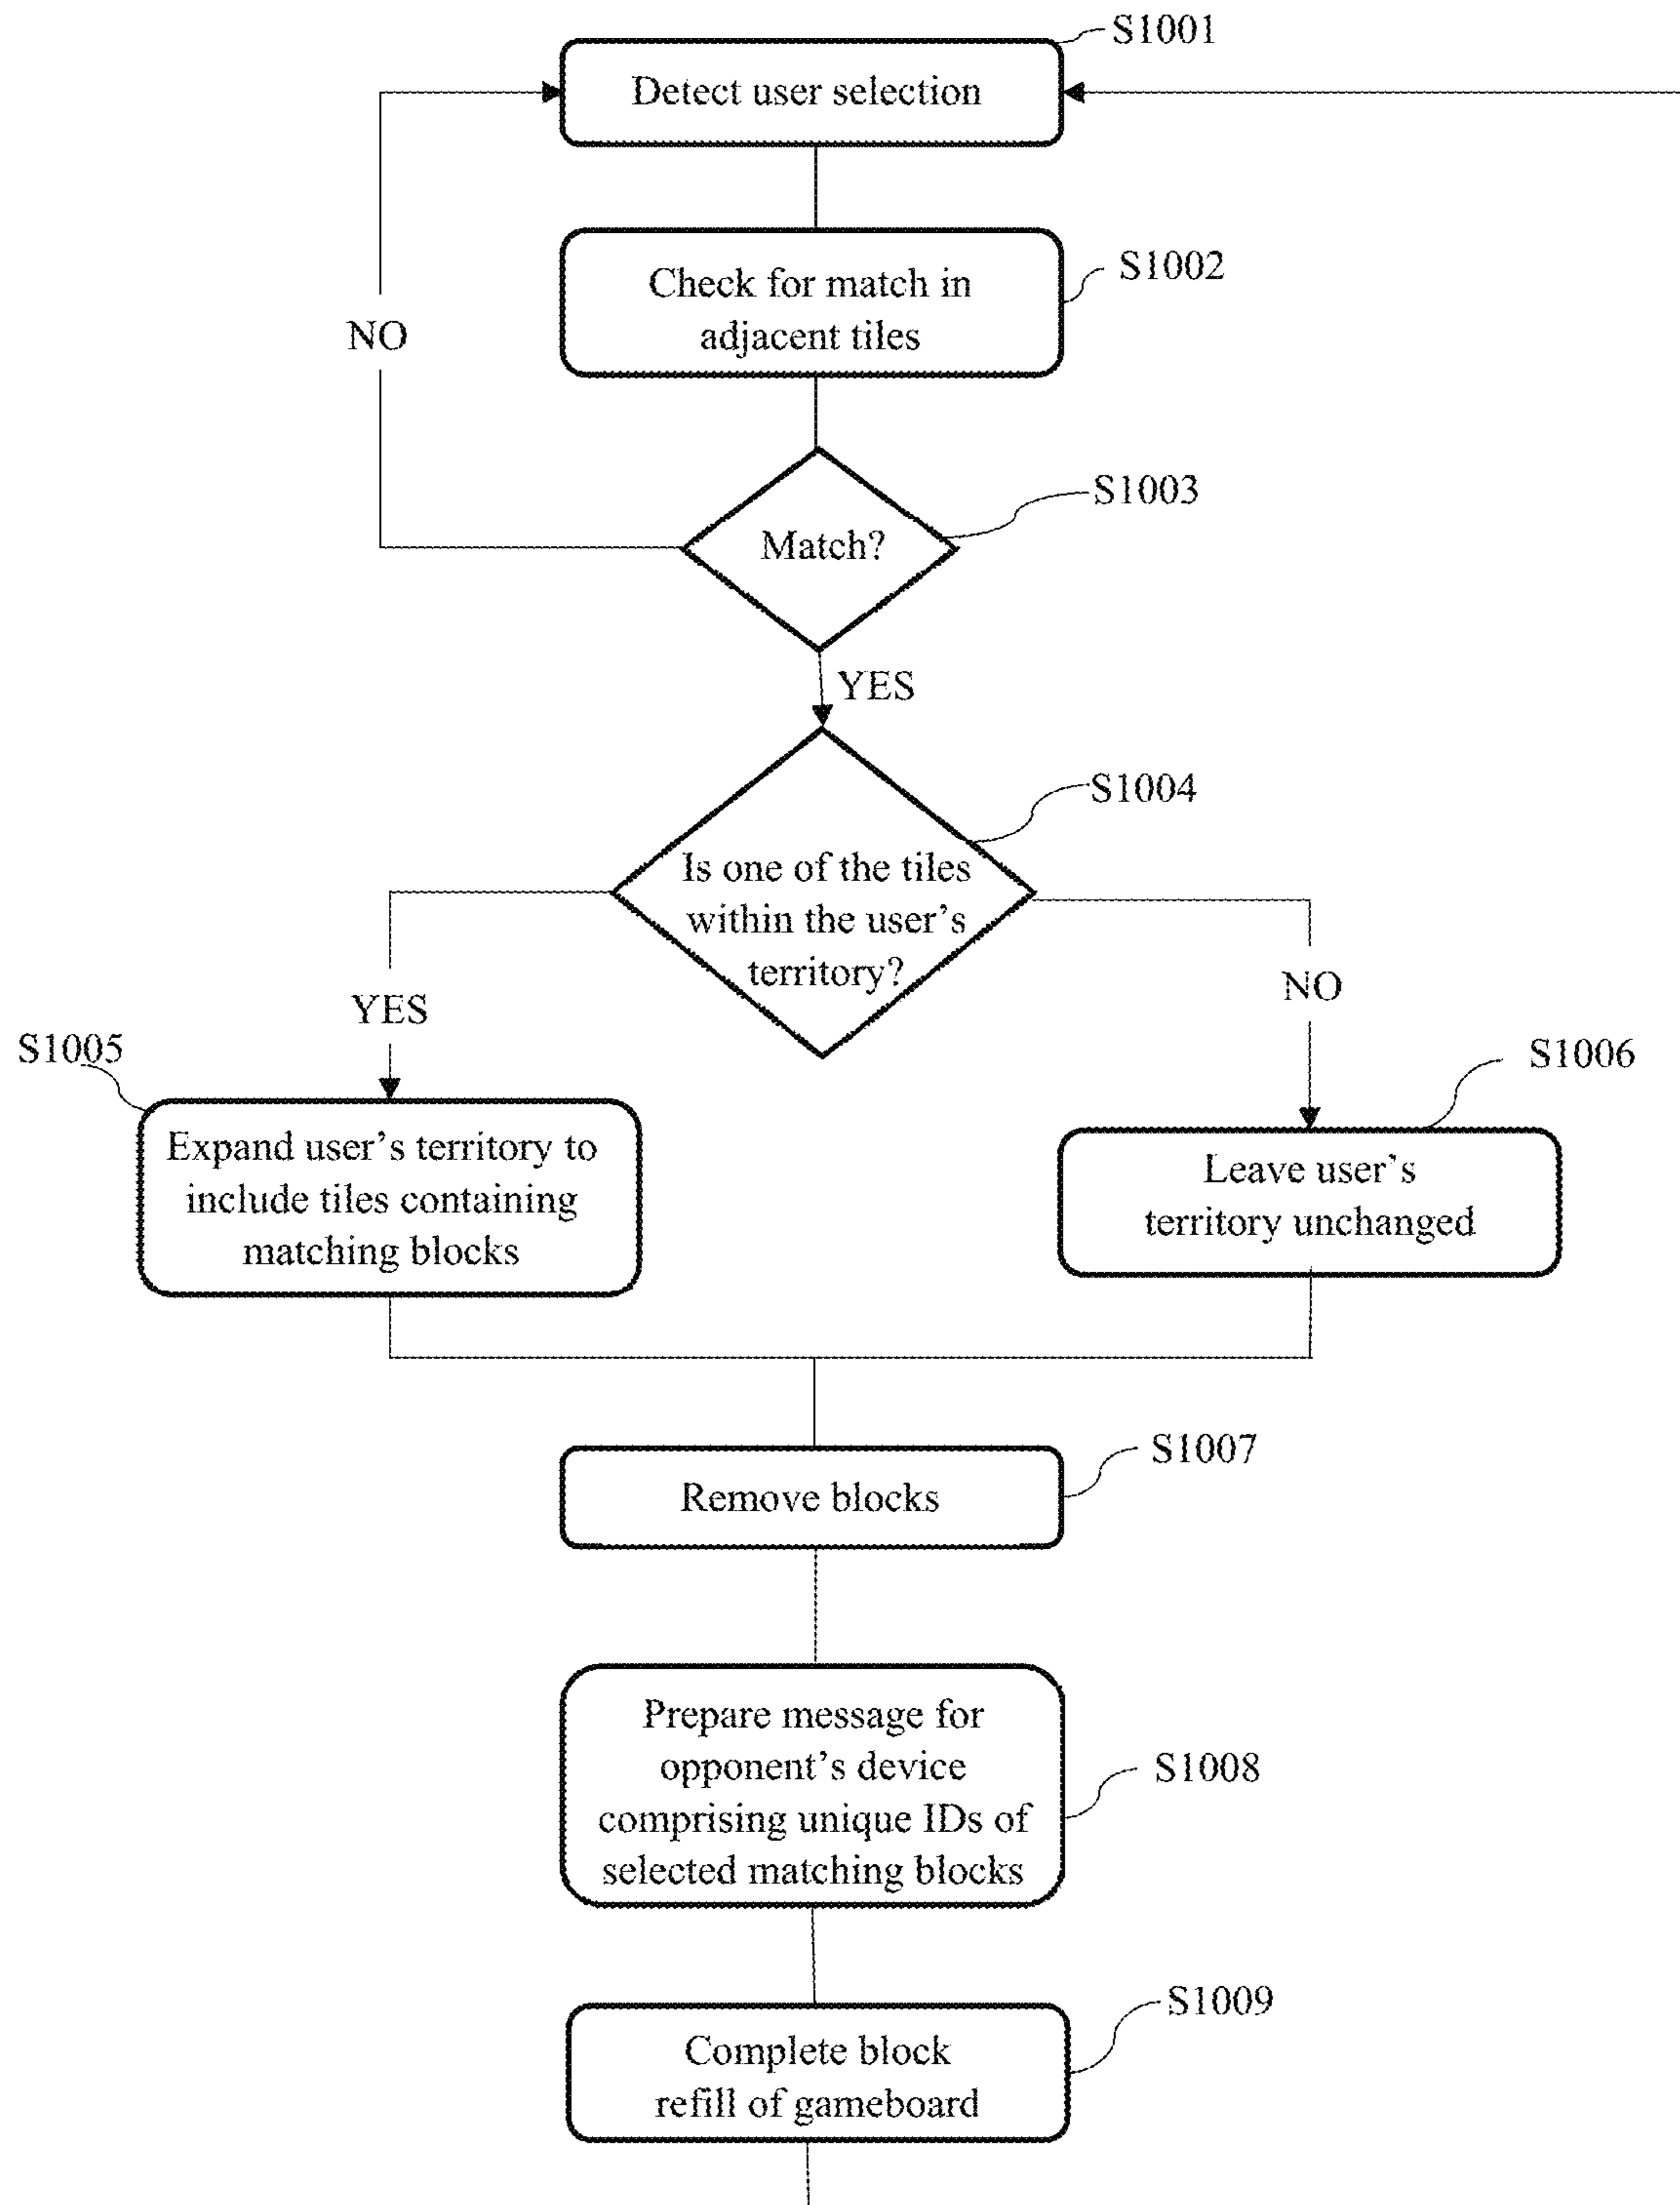 S1001
Detect user selection
S1002
Check for match in
adjacent tiles
NO
S1003
Match?
YES
S1004
Is one of the tiles
within the user's
territory?
YES
NO
S1005
S1006
Expand user's territory to
include tiles containing
matching blocks
Leave user's
territory unchanged
S1007
Remove blocks
Prepare message for
opponent's device
comprising unique IDs of
selected matching blocks
S1008
S1009
Complete block
refill of gameboard